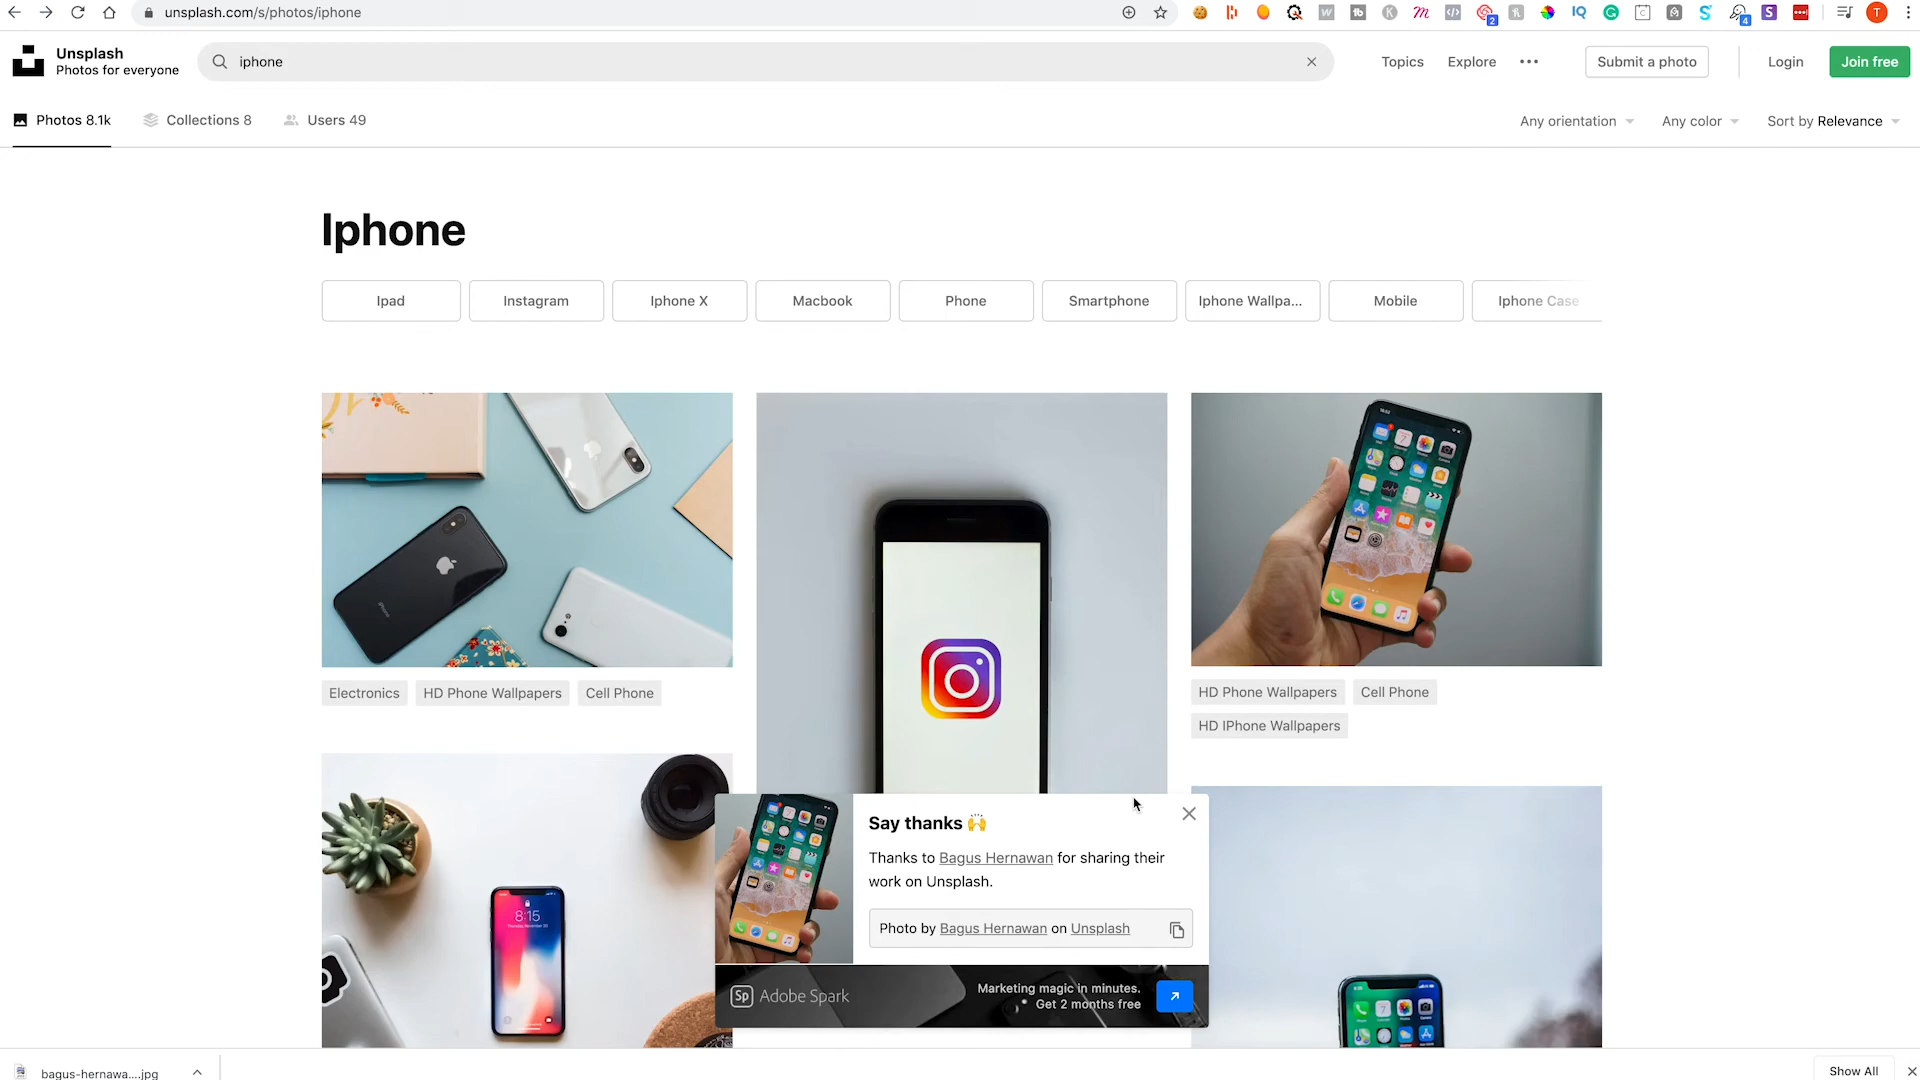 unsplash.com/s/photos/iphone
2
4
T
Unsplash
Photos for everyone
iphone
Topics
Explore
Submit a photo
Login
Join free
Photos 8.1k
Collections 8
Users 49
Any orientation
Any color
Sort by Relevance
Iphone
Ipad
Instagram
Iphone X
Macbook
Phone
Smartphone
Iphone Wallpa...
Mobile
Iphone Case
Electronics
HD Phone Wallpapers
Cell Phone
HD Phone Wallpapers
Cell Phone
HD IPhone Wallpapers
8:15
Say thanks 🙌
Thanks to Bagus Hernawan for sharing their
work on Unsplash.
Photo by Bagus Hernawan on Unsplash
Sp Adobe Spark
Marketing magic in minutes.
Get 2 months free
bagus-hernawa....jpg
Show All